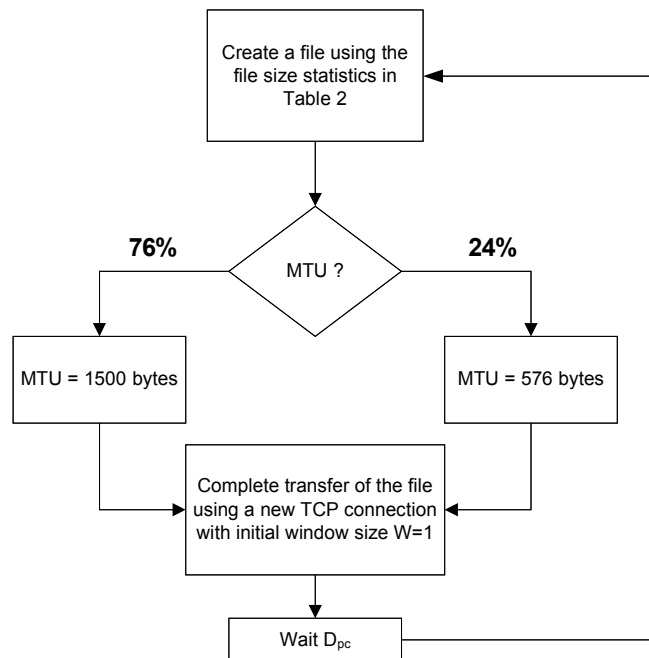 Create a file using the
file size statistics in
Table 2
76%
24%
MTU ?
MTU = 1500 bytes
MTU = 576 bytes
Complete transfer of the file
using a new TCP connection
with initial window size W=1
Wait Dpc